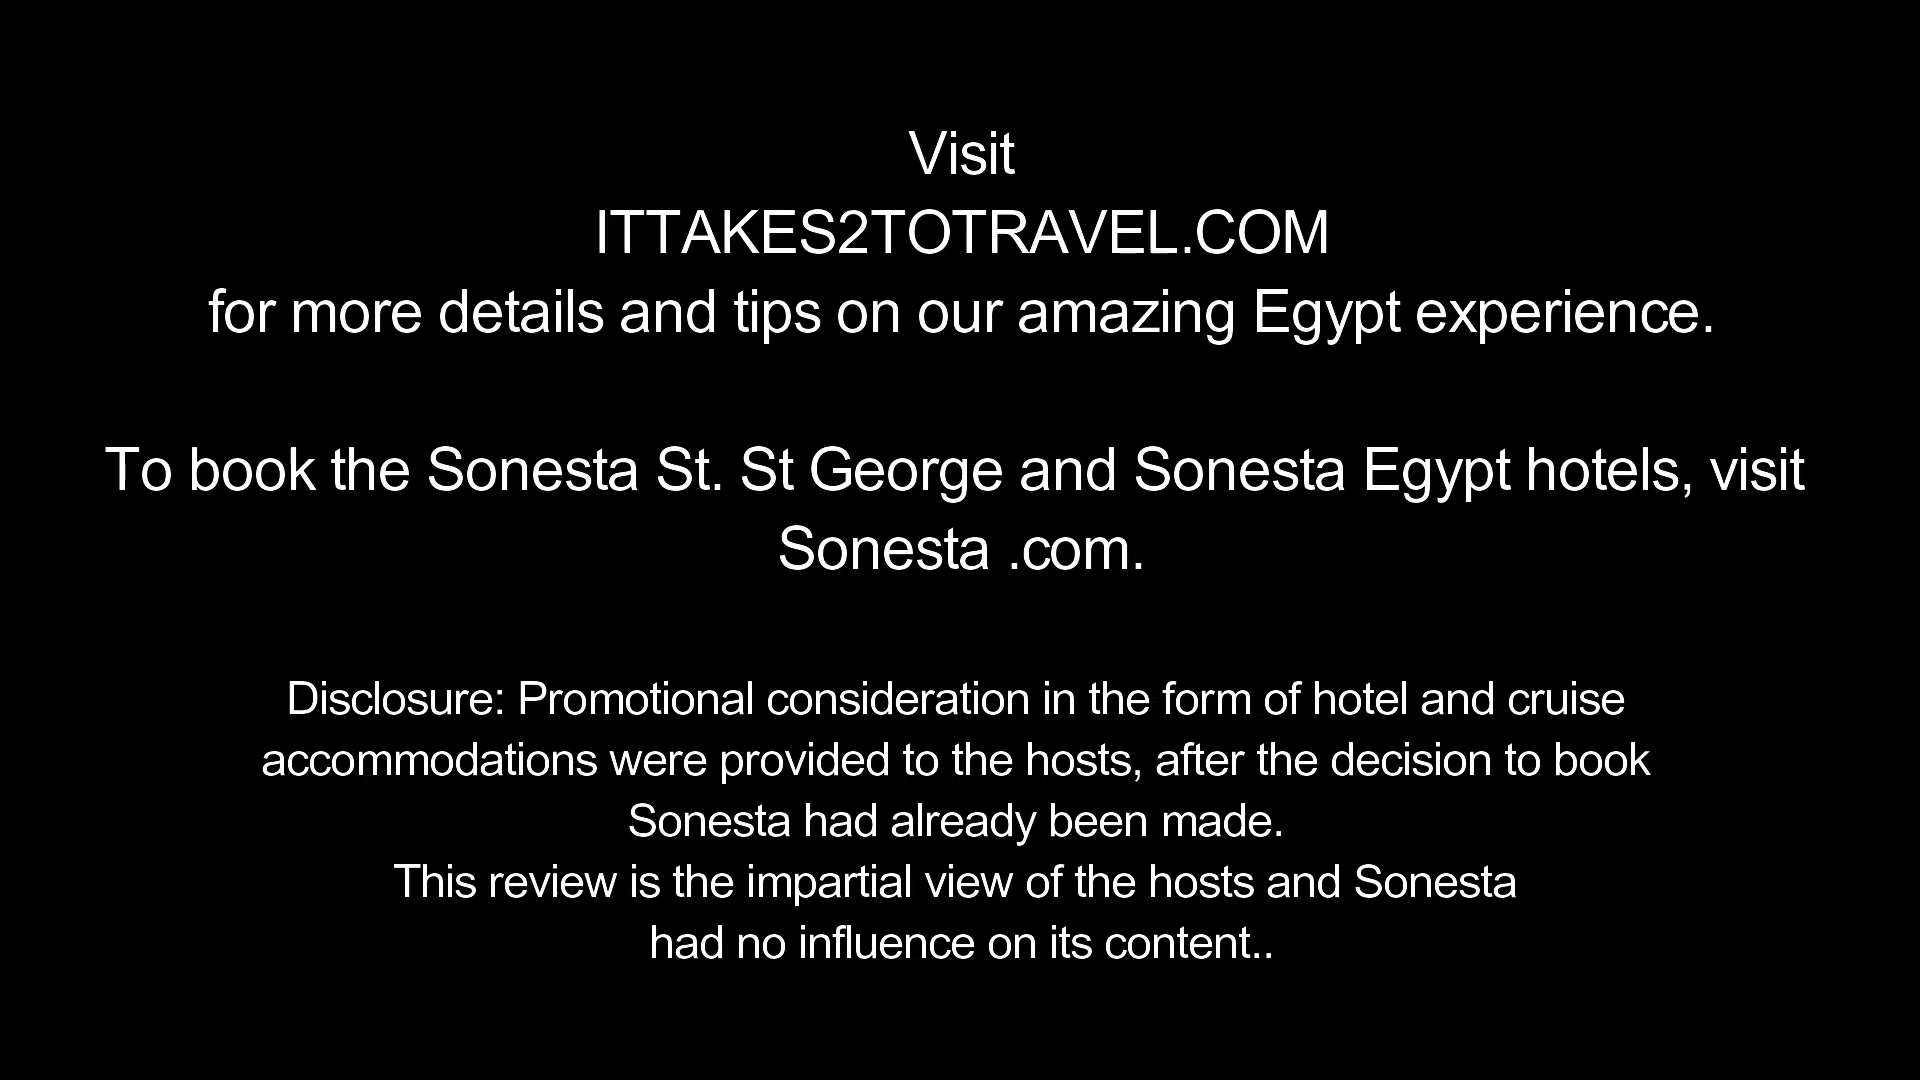 Visit
ITTAKES2TOTRAVEL.COM
for more details and tips on our amazing Egypt experience.
To book the Sonesta St. St George and Sonesta Egypt hotels, visit
Sonesta .com.
Disclosure: Promotional consideration in the form of hotel and cruise
accommodations were provided to the hosts, after the decision to book
Sonesta had already been made.
This review is the impartial view of the hosts and Sonesta
had no influence on its content..